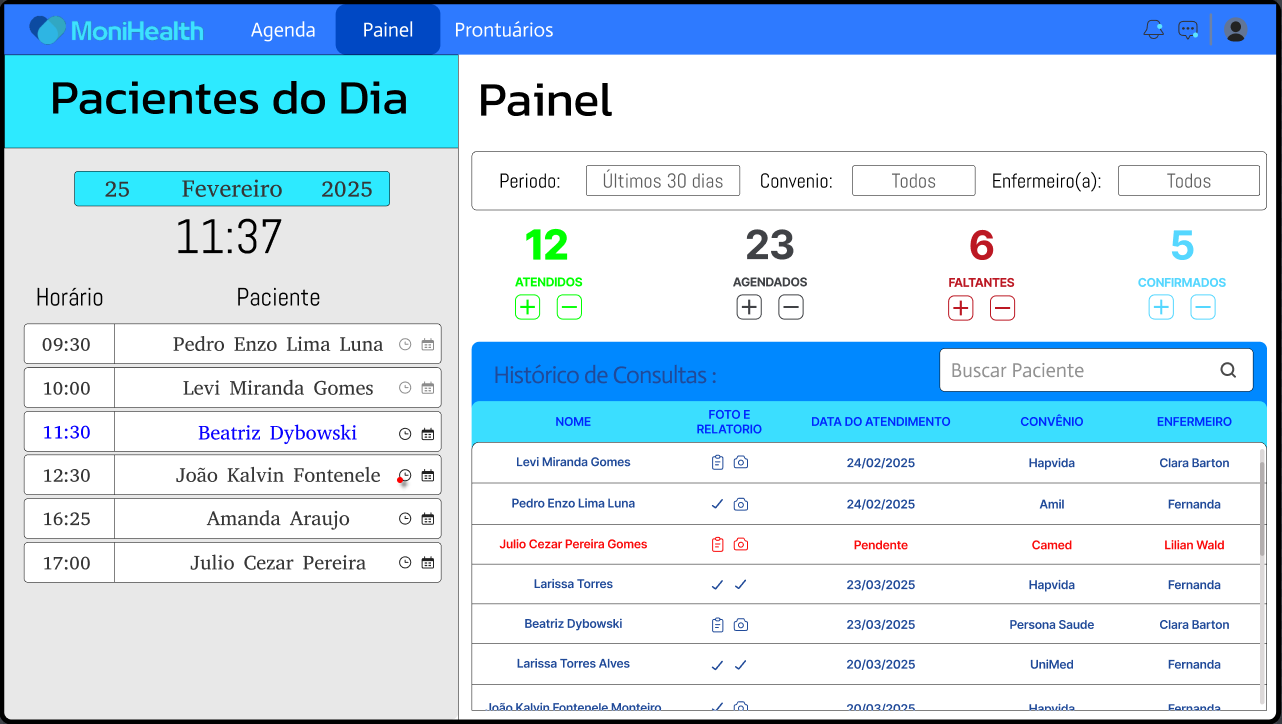 MoniHealth Agenda Painel Prontuários
Pacientes do Dia
25 Fevereiro 2025
11:37
Horário Paciente
09:30 Pedro Enzo Lima Luna
10:00 Levi Miranda Gomes
11:30 Beatriz Dybowski
12:30 João Kalvin Fontenele
16:25 Amanda Araujo
17:00 Julio Cezar Pereira
Painel
Periodo: Últimos 30 dias Convenio: Todos Enfermeiro(a): Todos
12 23 6 5
ATENDIDOS AGENDADOS FALTANTES CONFIRMADOS
Histórico de Consultas : Buscar Paciente
NOME FOTO E RELATORIO DATA DO ATENDIMENTO CONVÊNIO ENFERMEIRO
Levi Miranda Gomes 24/02/2025 Hapvida Clara Barton
Pedro Enzo Lima Luna 24/02/2025 Amil Fernanda
Julio Cezar Pereira Gomes Pendente Camed Lilian Wald
Larissa Torres 23/03/2025 Hapvida Fernanda
Beatriz Dybowski 23/03/2025 Persona Saude Clara Barton
Larissa Torres Alves 20/03/2025 UniMed Fernanda
João Kalvin Fontenele Monteiro 20/03/2025 Hapvida Fernanda